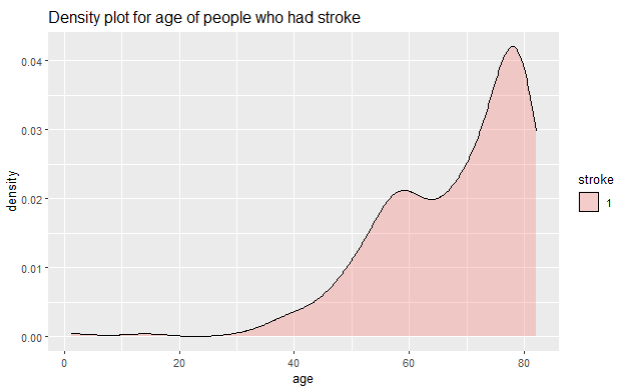 Density plot for age of people who had stroke
0.04
0.03
0.02
0.01
0.00
density
0 20 40 60 80
age
stroke
1